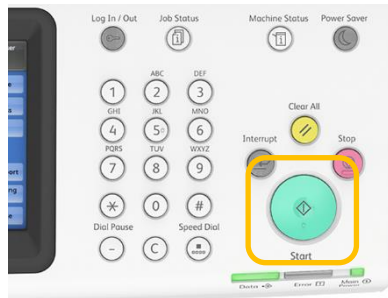 Log In / Out Job Status Machine Status Power Saver
ABC DEF
1 2 3
GHI JKL MNO
4 5 6
PQRS TUV WXYZ
7 8 9
Clear All
Interrupt Stop
* 0 #
Dial Pause Speed Dial
- C
Start
Data Error Main
Power